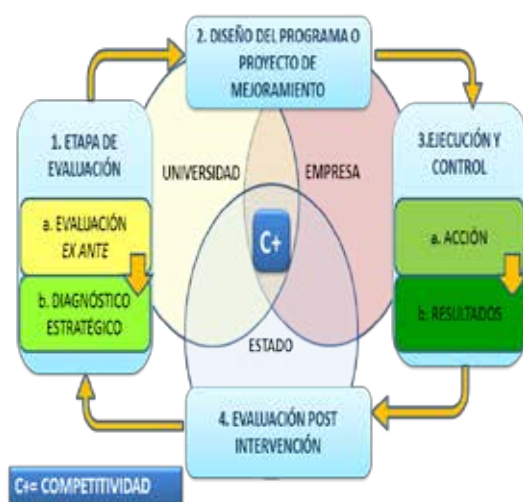 2. DISEÑO DEL PROGRAMA O
PROYECTO DE
MEJORAMIENTO
1. ETAPA DE
EVALUACIÓN
a. EVALUACIÓN
EX ANTE
b. DIAGNÓSTICO
ESTRATÉGICO
UNIVERSIDAD
EMPRESA
C+
ESTADO
3.EJECUCIÓN Y
CONTROL
a. ACCIÓN
b. RESULTADOS
4. EVALUACIÓN POST
INTERVENCIÓN
C+= COMPETITIVIDAD